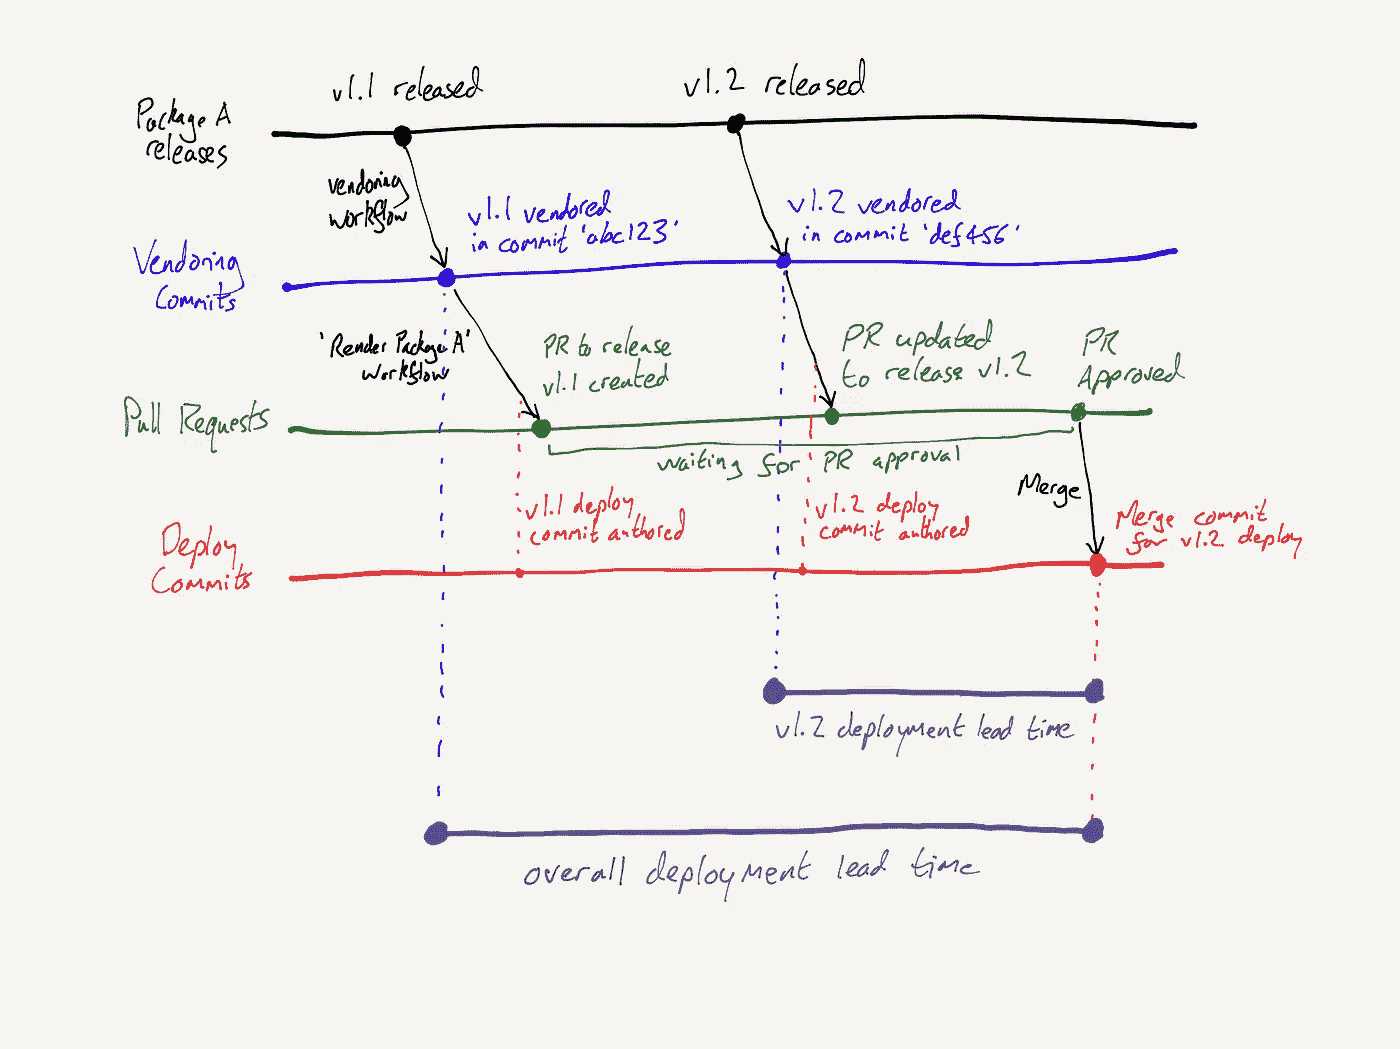 v1.1 released
v1.2 released
Package A
releases
vendoring
workflow
v1.1 vendored
in commit 'abc123'
v1.2 vendored
in commit 'def456'
Vendoring
Commits
'Render Package A'
workflow
PR to release
v1.1 created
PR updated
to release v1.2
PR
Approved
Pull Requests
waiting for PR approval
Merge
v1.1 deploy
commit authored
v1.2 deploy
commit authored
Merge commit
for v1.2 deploy
Deploy
Commits
v1.2 deployment lead time
overall deployment lead time